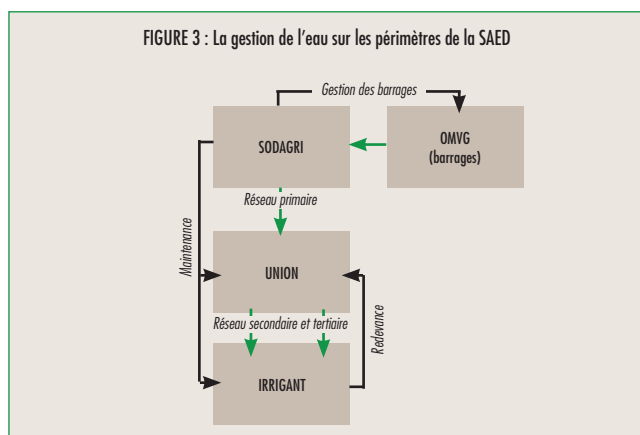 FIGURE 3 : La gestion de l'eau sur les périmètres de la SAED
Gestion des barrages
SODAGRI
OMVG
(barrages)
Réseau primaire
Maintenance
UNION
Réseau secondaire et tertiaire
Redevance
IRRIGANT